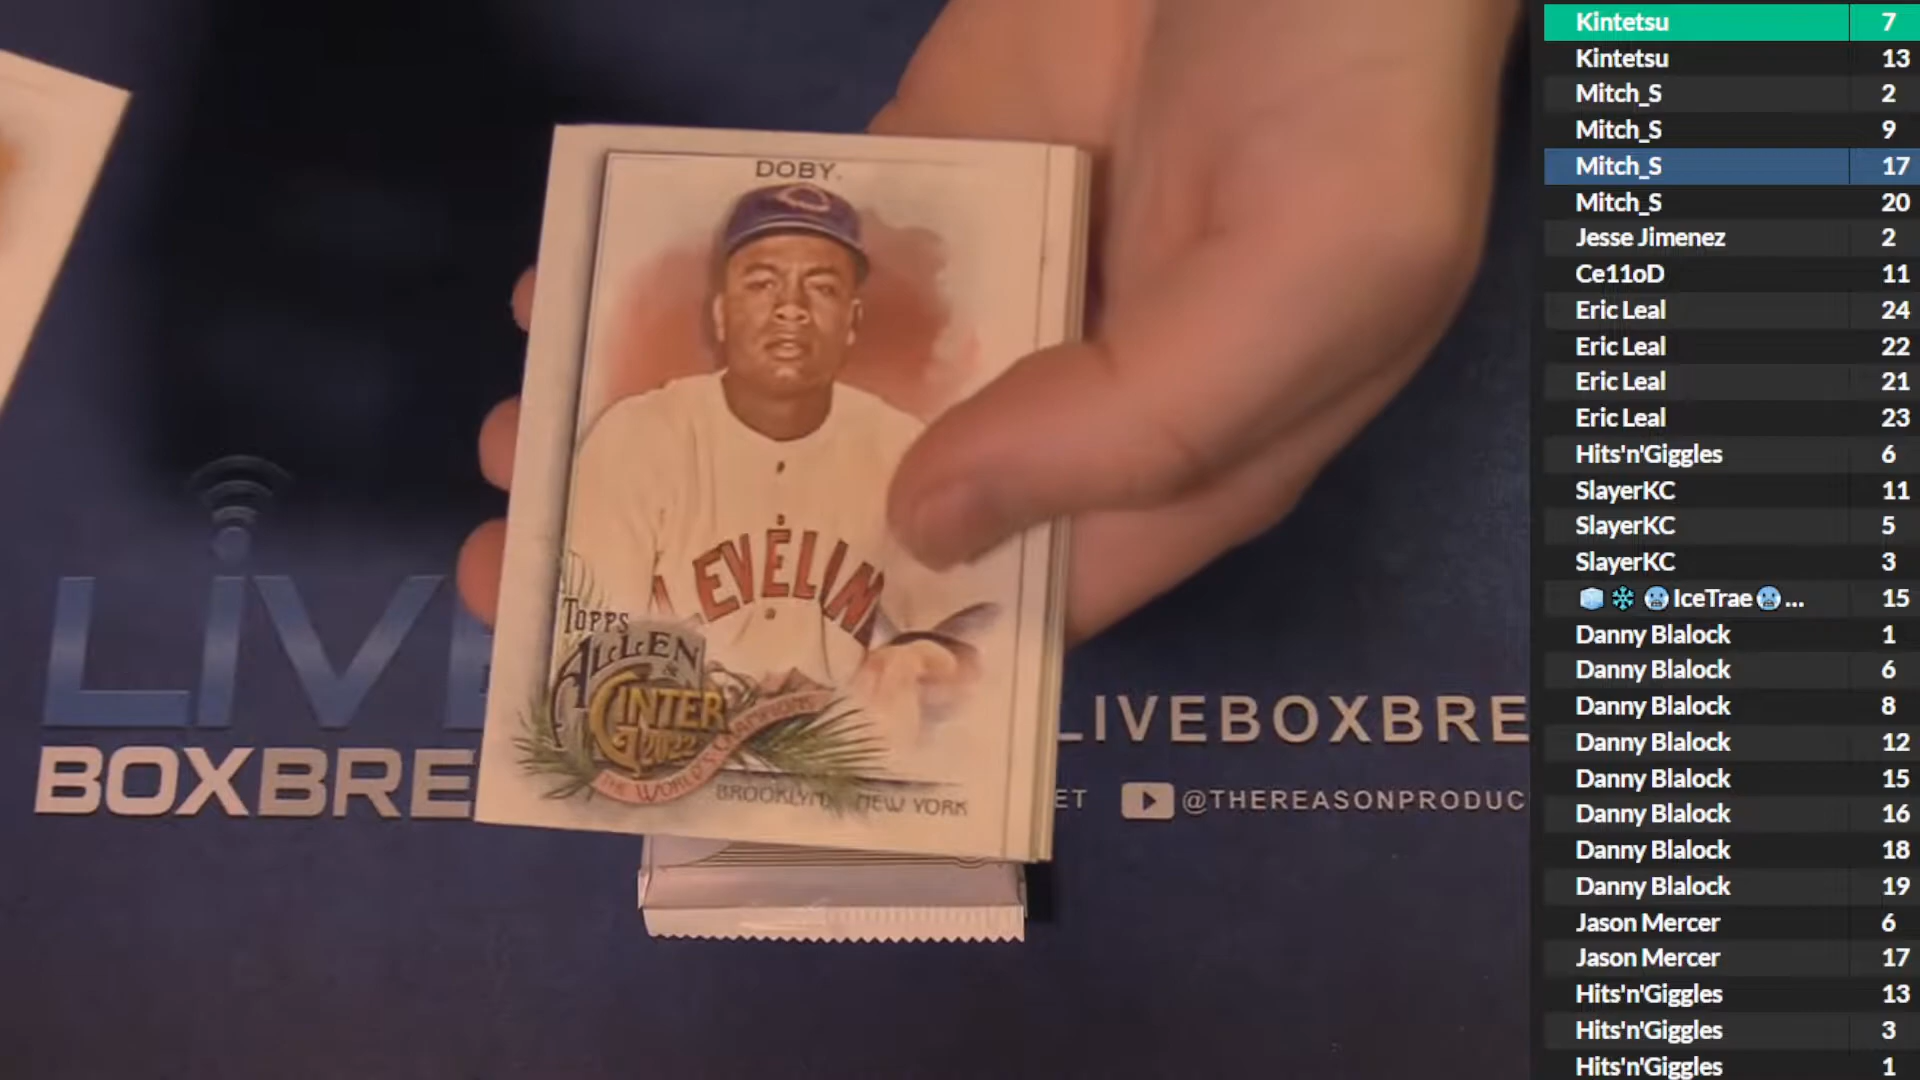 DOBY.
CLEVELAN
TOPPS
ALLEN
&
GINTER
2022
THE WORLD'S CHAMPIONS
BROOKLYN, NEW YORK
LIVE
BOXBRE
LIVEBOXBRE
ET @THEREASONPRODUC
Kintetsu 7
Kintetsu 13
Mitch_S 2
Mitch_S 9
Mitch_S 17
Mitch_S 20
Jesse Jimenez 2
Ce11oD 11
Eric Leal 24
Eric Leal 22
Eric Leal 21
Eric Leal 23
Hits'n'Giggles 6
SlayerKC 11
SlayerKC 5
SlayerKC 3
🧊❄️🥶IceTrae🥶... 15
Danny Blalock 1
Danny Blalock 6
Danny Blalock 8
Danny Blalock 12
Danny Blalock 15
Danny Blalock 16
Danny Blalock 18
Danny Blalock 19
Jason Mercer 6
Jason Mercer 17
Hits'n'Giggles 13
Hits'n'Giggles 3
Hits'n'Giggles 1